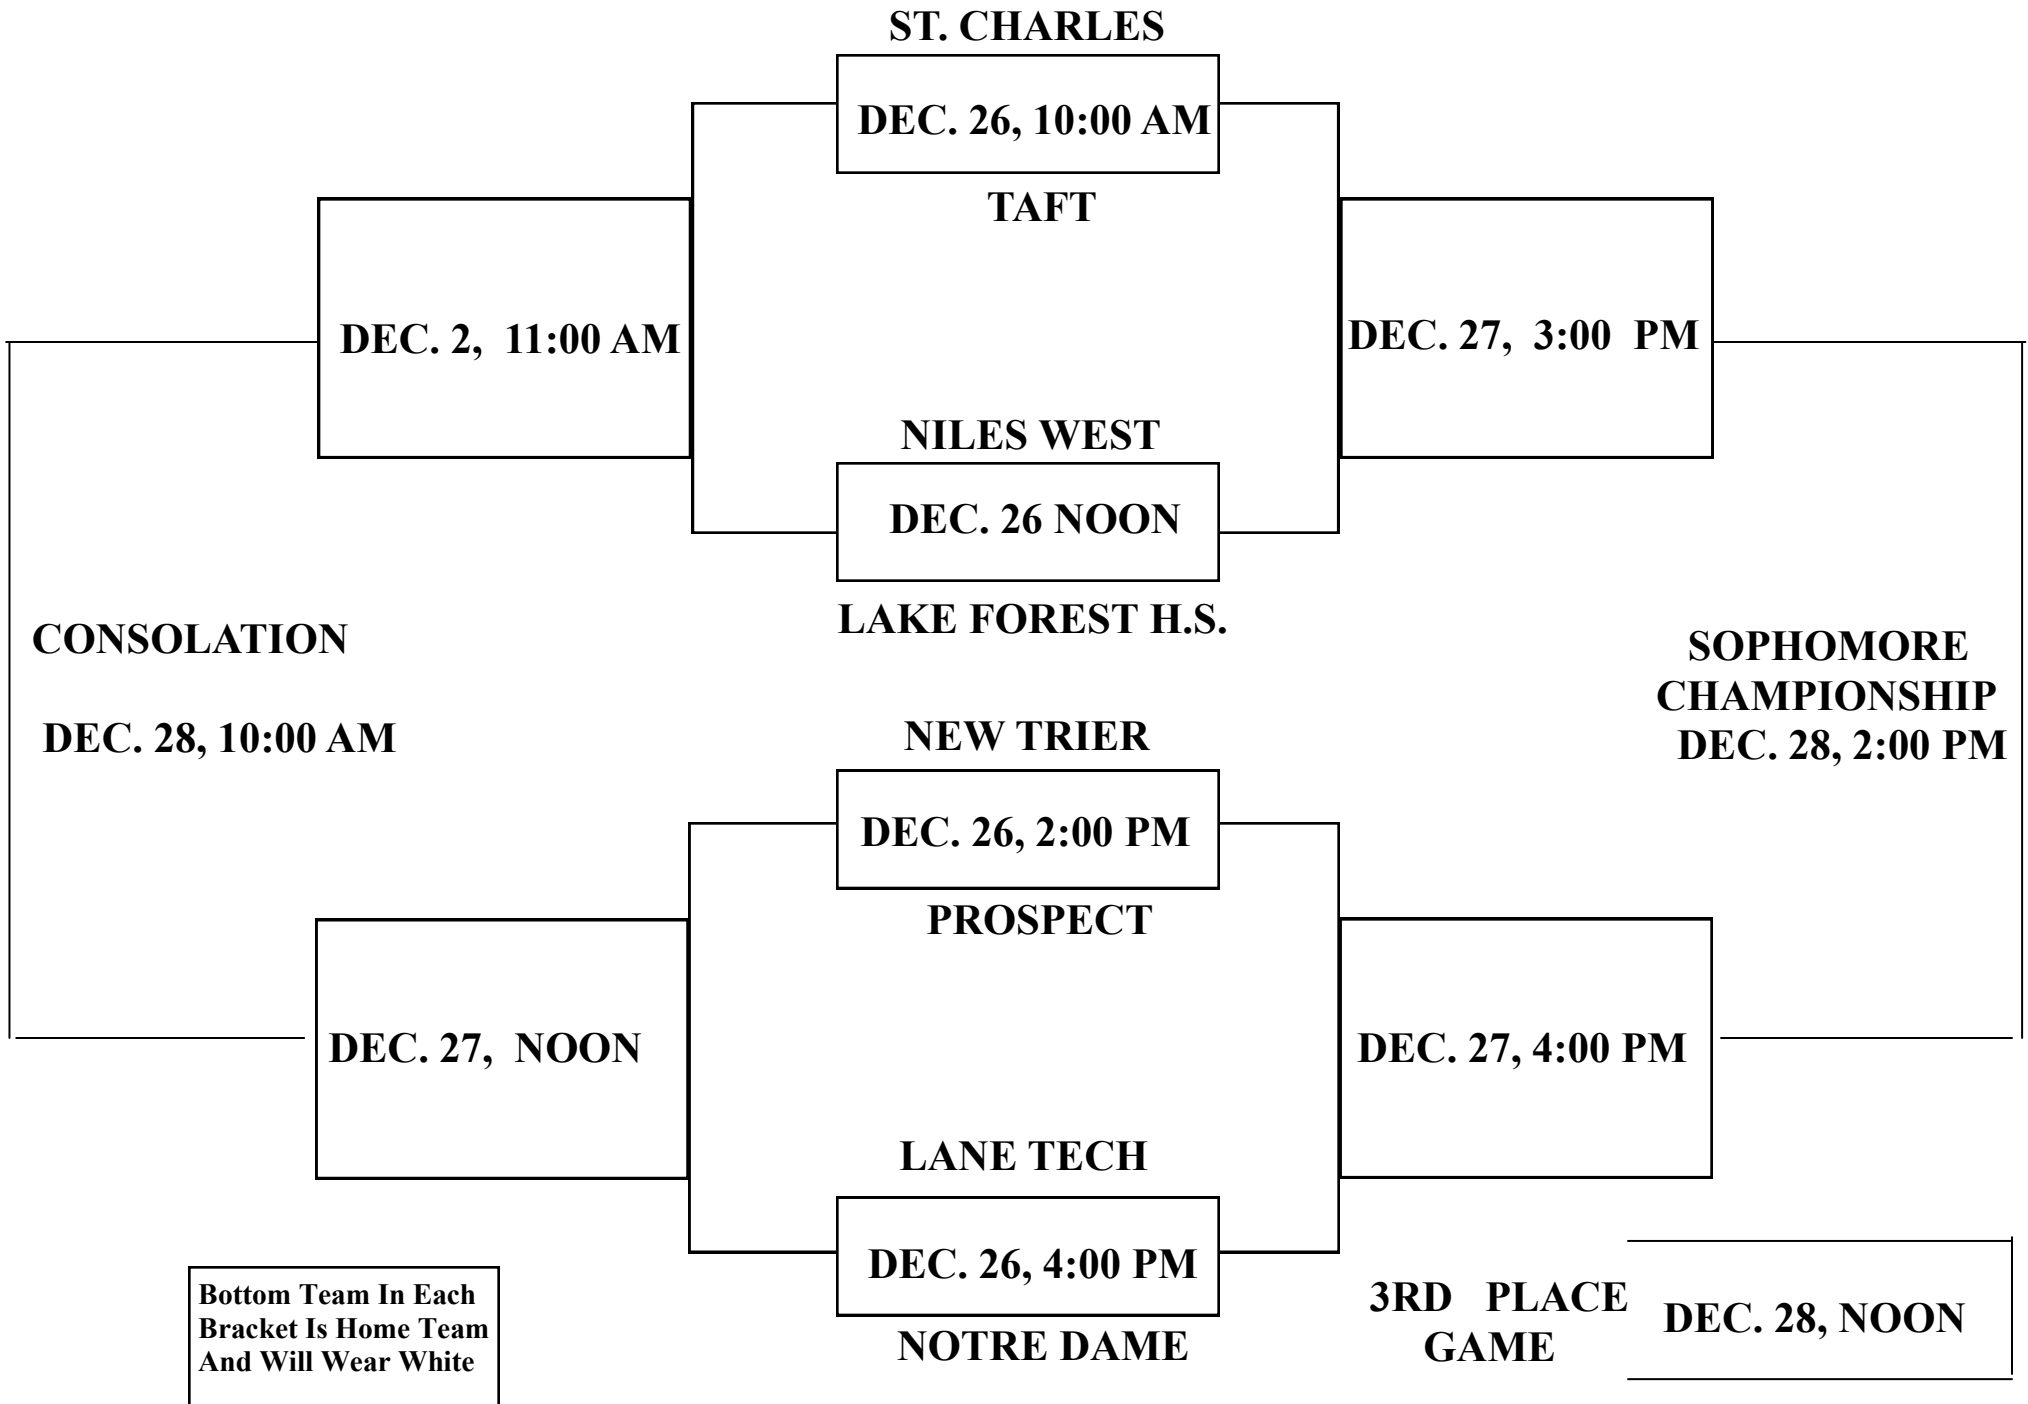 ST. CHARLES
DEC. 26, 10:00 AM
TAFT
DEC. 2, 11:00 AM
DEC. 27, 3:00 PM
NILES WEST
DEC. 26 NOON
LAKE FOREST H.S.
CONSOLATION
DEC. 28, 10:00 AM
SOPHOMORE
CHAMPIONSHIP
DEC. 28, 2:00 PM
NEW TRIER
DEC. 26, 2:00 PM
PROSPECT
DEC. 27, NOON
DEC. 27, 4:00 PM
LANE TECH
DEC. 26, 4:00 PM
NOTRE DAME
Bottom Team In Each
Bracket Is Home Team
And Will Wear White
3RD PLACE
GAME
DEC. 28, NOON